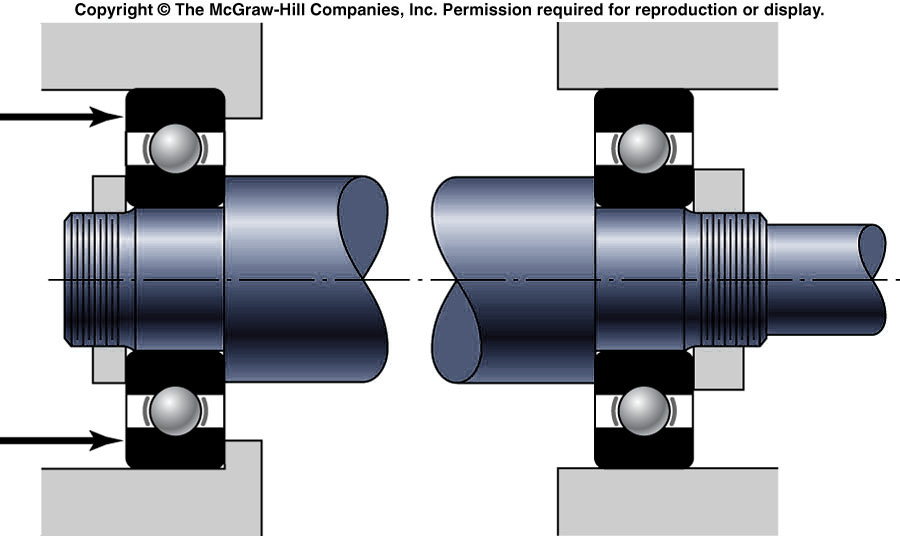 Copyright © The McGraw-Hill Companies, Inc. Permission required for reproduction or display.